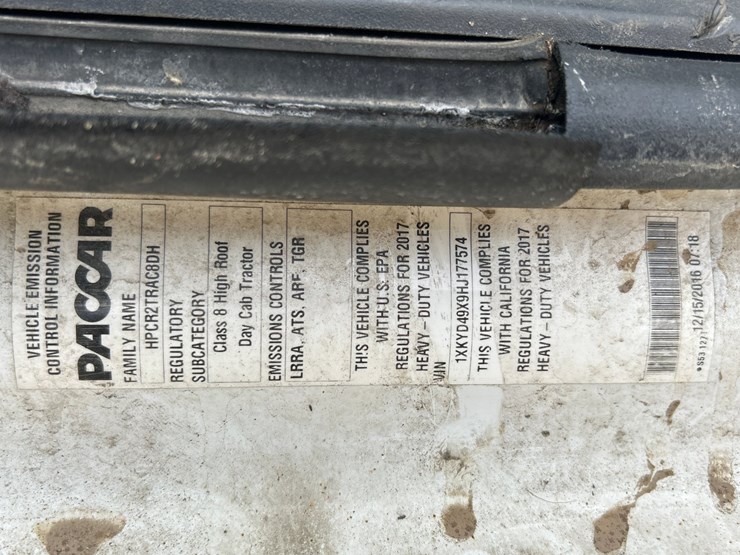 VEHICLE EMISSION
CONTROL INFORMATION
PACCAR
FAMILY NAME
HPCR2TRAC8DH
REGULATORY
SUBCATEGORY
Class 8 High Roof
Day Cab Tractor
EMISSIONS CONTROLS
LRRA, ATS, ARF, TGR
THIS VEHICLE COMPLIES
WITH U.S. EPA
REGULATIONS FOR 2017
HEAVY – DUTY VEHICLES
VIN
1XKYD49X9HJ177574
THIS VEHICLE COMPLIES
WITH CALIFORNIA
REGULATIONS FOR 2017
HEAVY – DUTY VEHICLES
12/15/2016 07:18